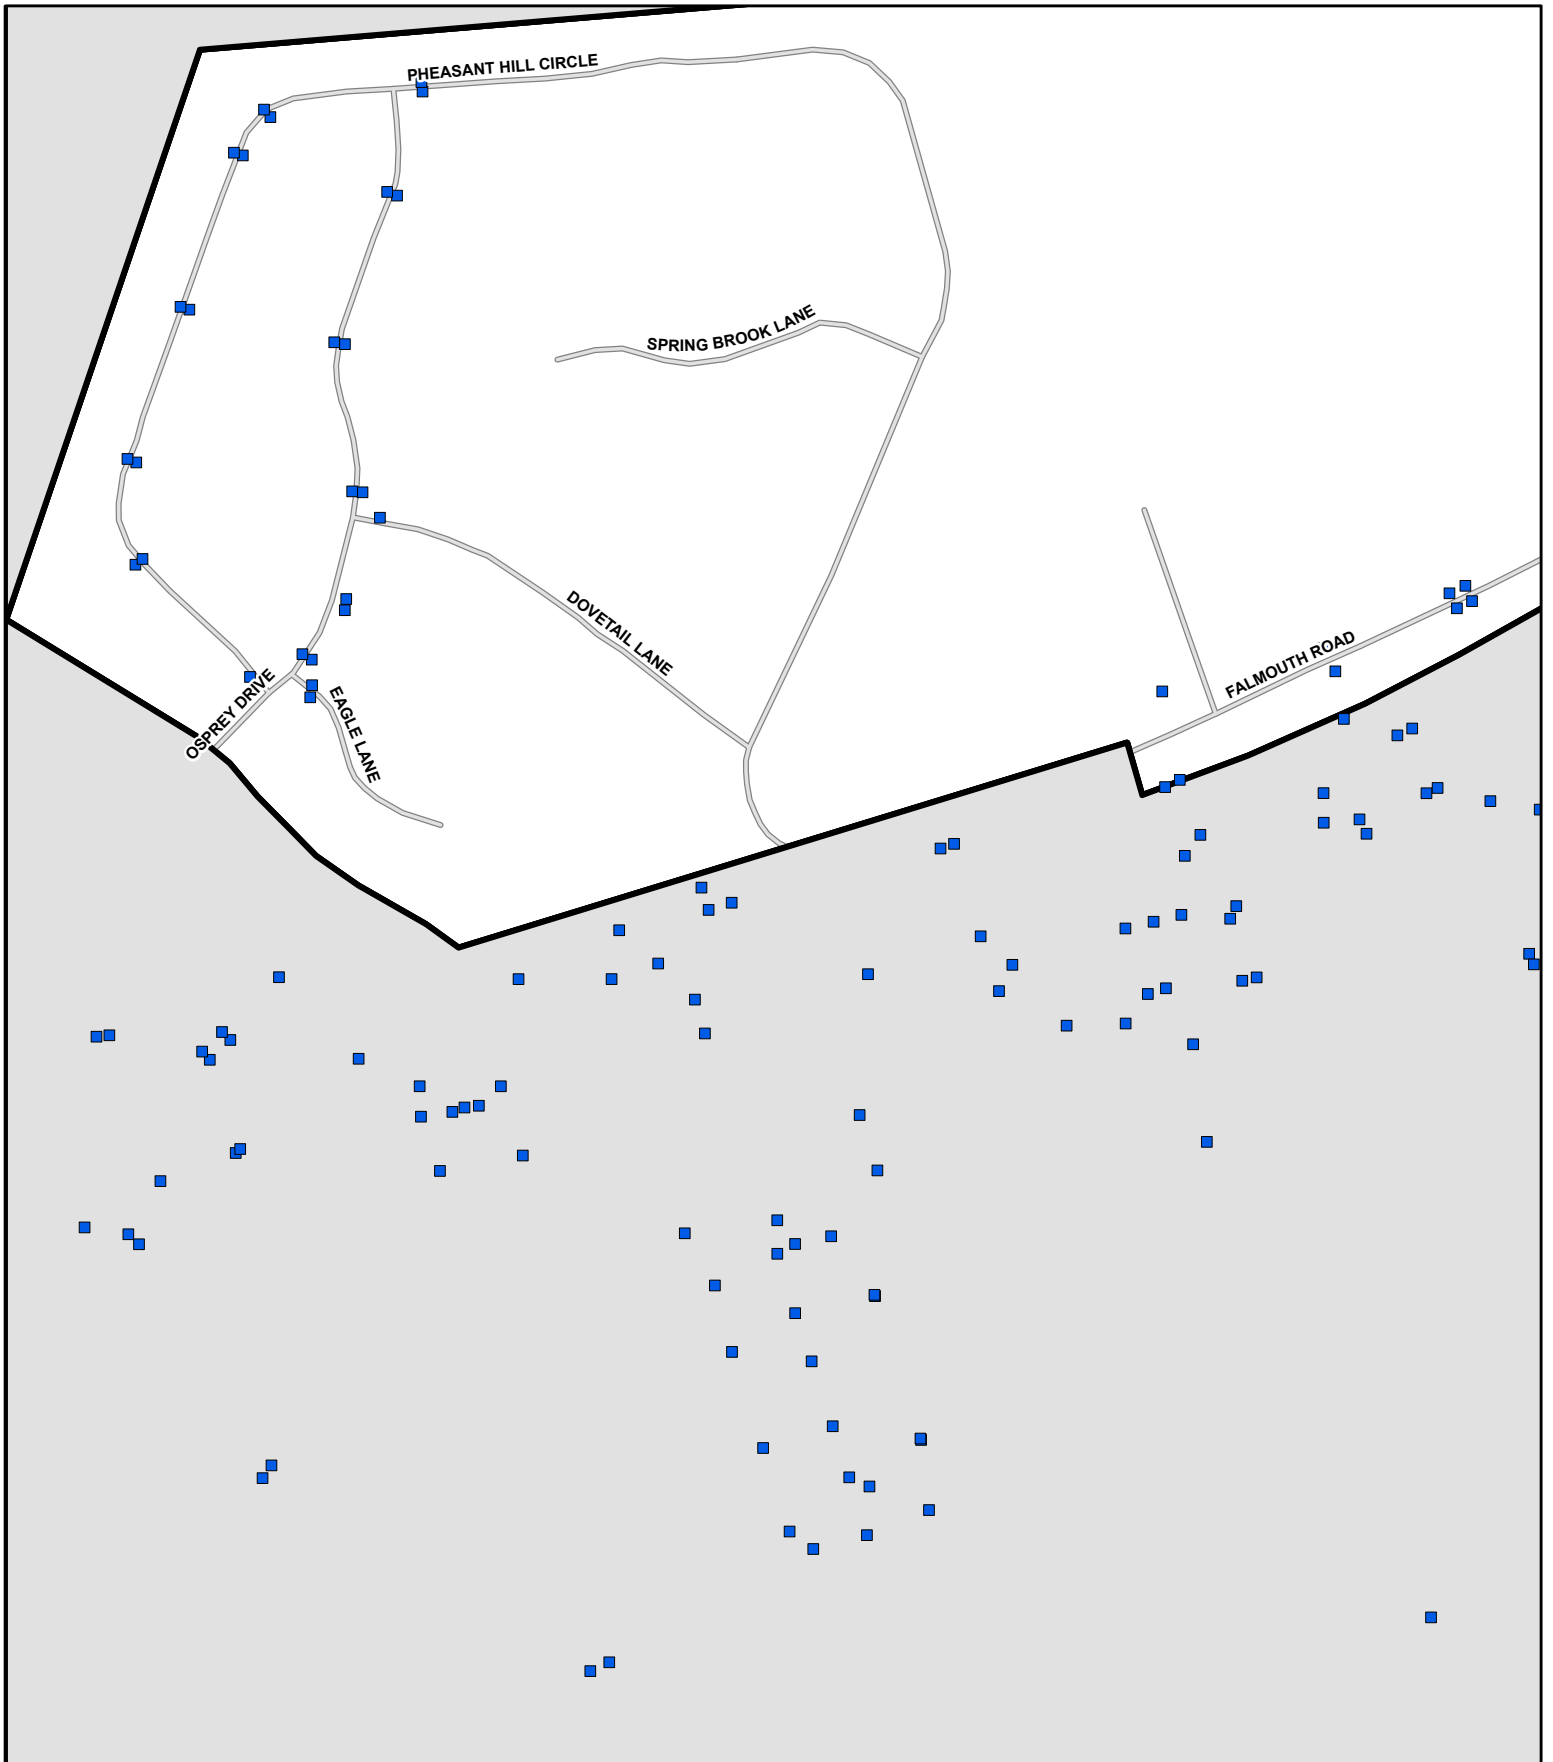 PHEASANT HILL CIRCLE
SPRING BROOK LANE
DOVETAIL LANE
FALMOUTH ROAD
OSPREY DRIVE
EAGLE LANE